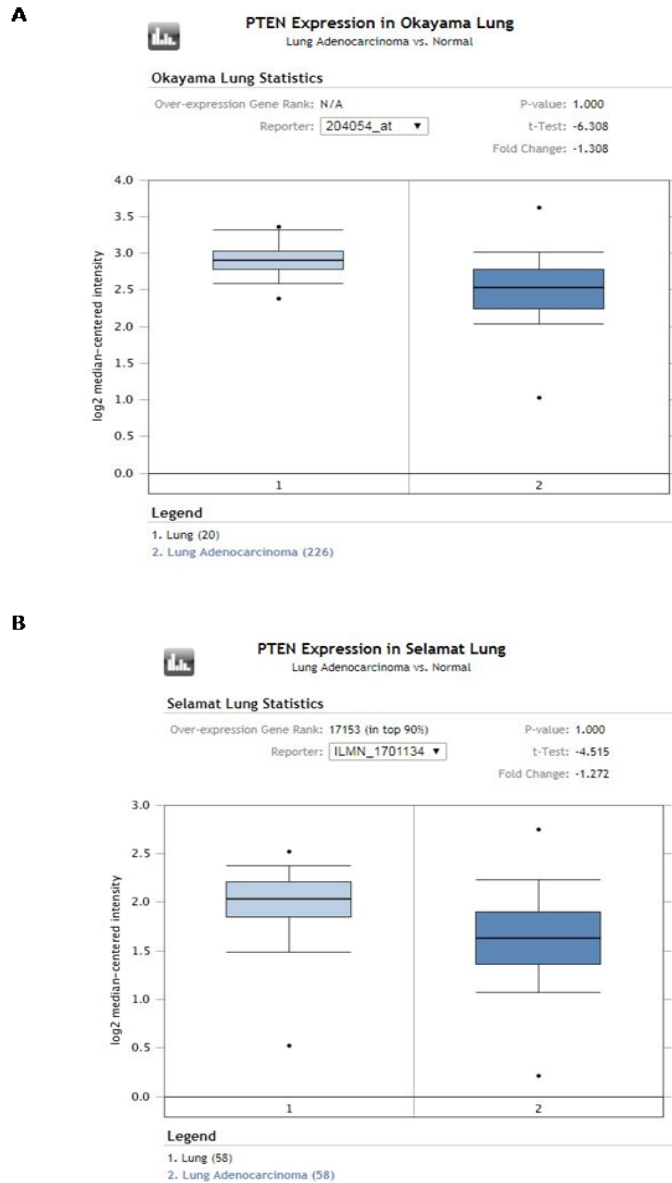 A
PTEN Expression in Okayama Lung
Lung Adenocarcinoma vs. Normal
Okayama Lung Statistics
Over-expression Gene Rank: N/A
Reporter: 204054_at
P-value: 1.000
t-Test: -6.308
Fold Change: -1.308
log2 median-centered intensity
4.0
3.5
3.0
2.5
2.0
1.0
0.5
0.0
1 2
Legend
1. Lung (20)
2. Lung Adenocarcinoma (226)
B
PTEN Expression in Selamat Lung
Lung Adenocarcinoma vs. Normal
Selamat Lung Statistics
Over-expression Gene Rank: 17153 (in top 90%)
Reporter: ILMN_1701134
P-value: 1.000
t-Test: -4.515
Fold Change: -1.272
log2 median-centered intensity
3.0
2.5
2.0
1.5
1.0
0.5
0.0
1 2
Legend
1. Lung (58)
2. Lung Adenocarcinoma (58)